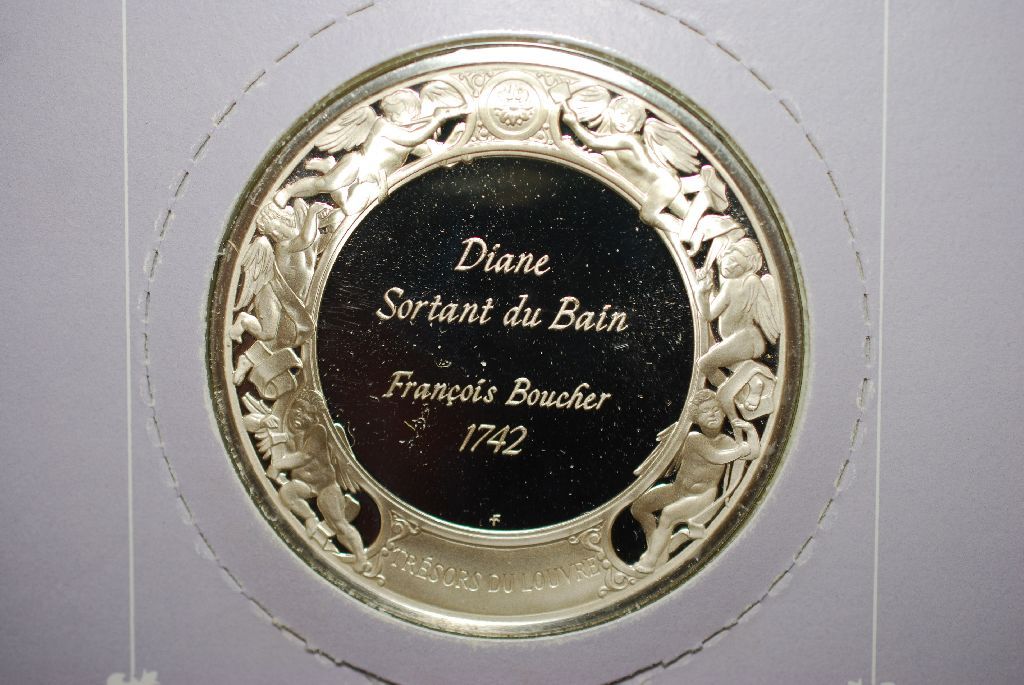 Diane
Sortant du Bain
François Boucher
1742
TRÉSORS DU LOUVRE